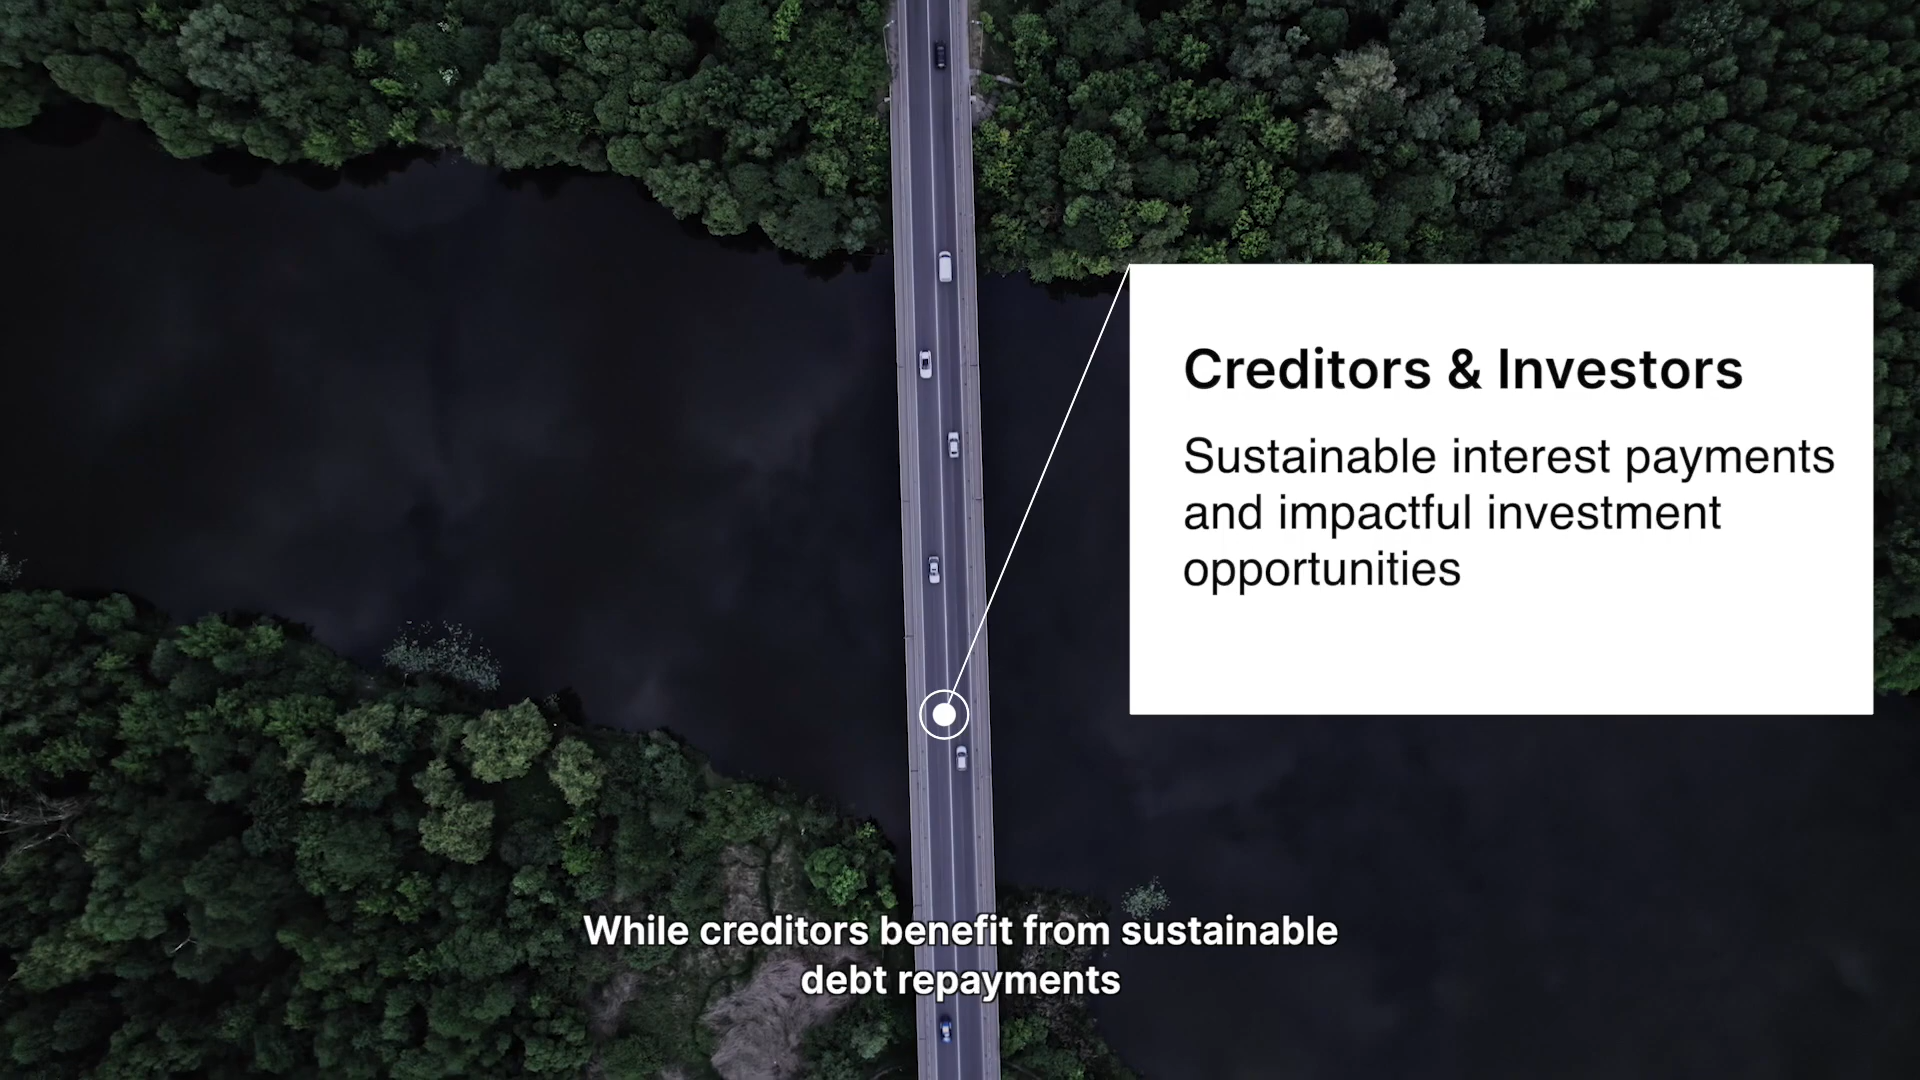 Creditors & Investors
Sustainable interest payments
and impactful investment
opportunities
While creditors benefit from sustainable
debt repayments